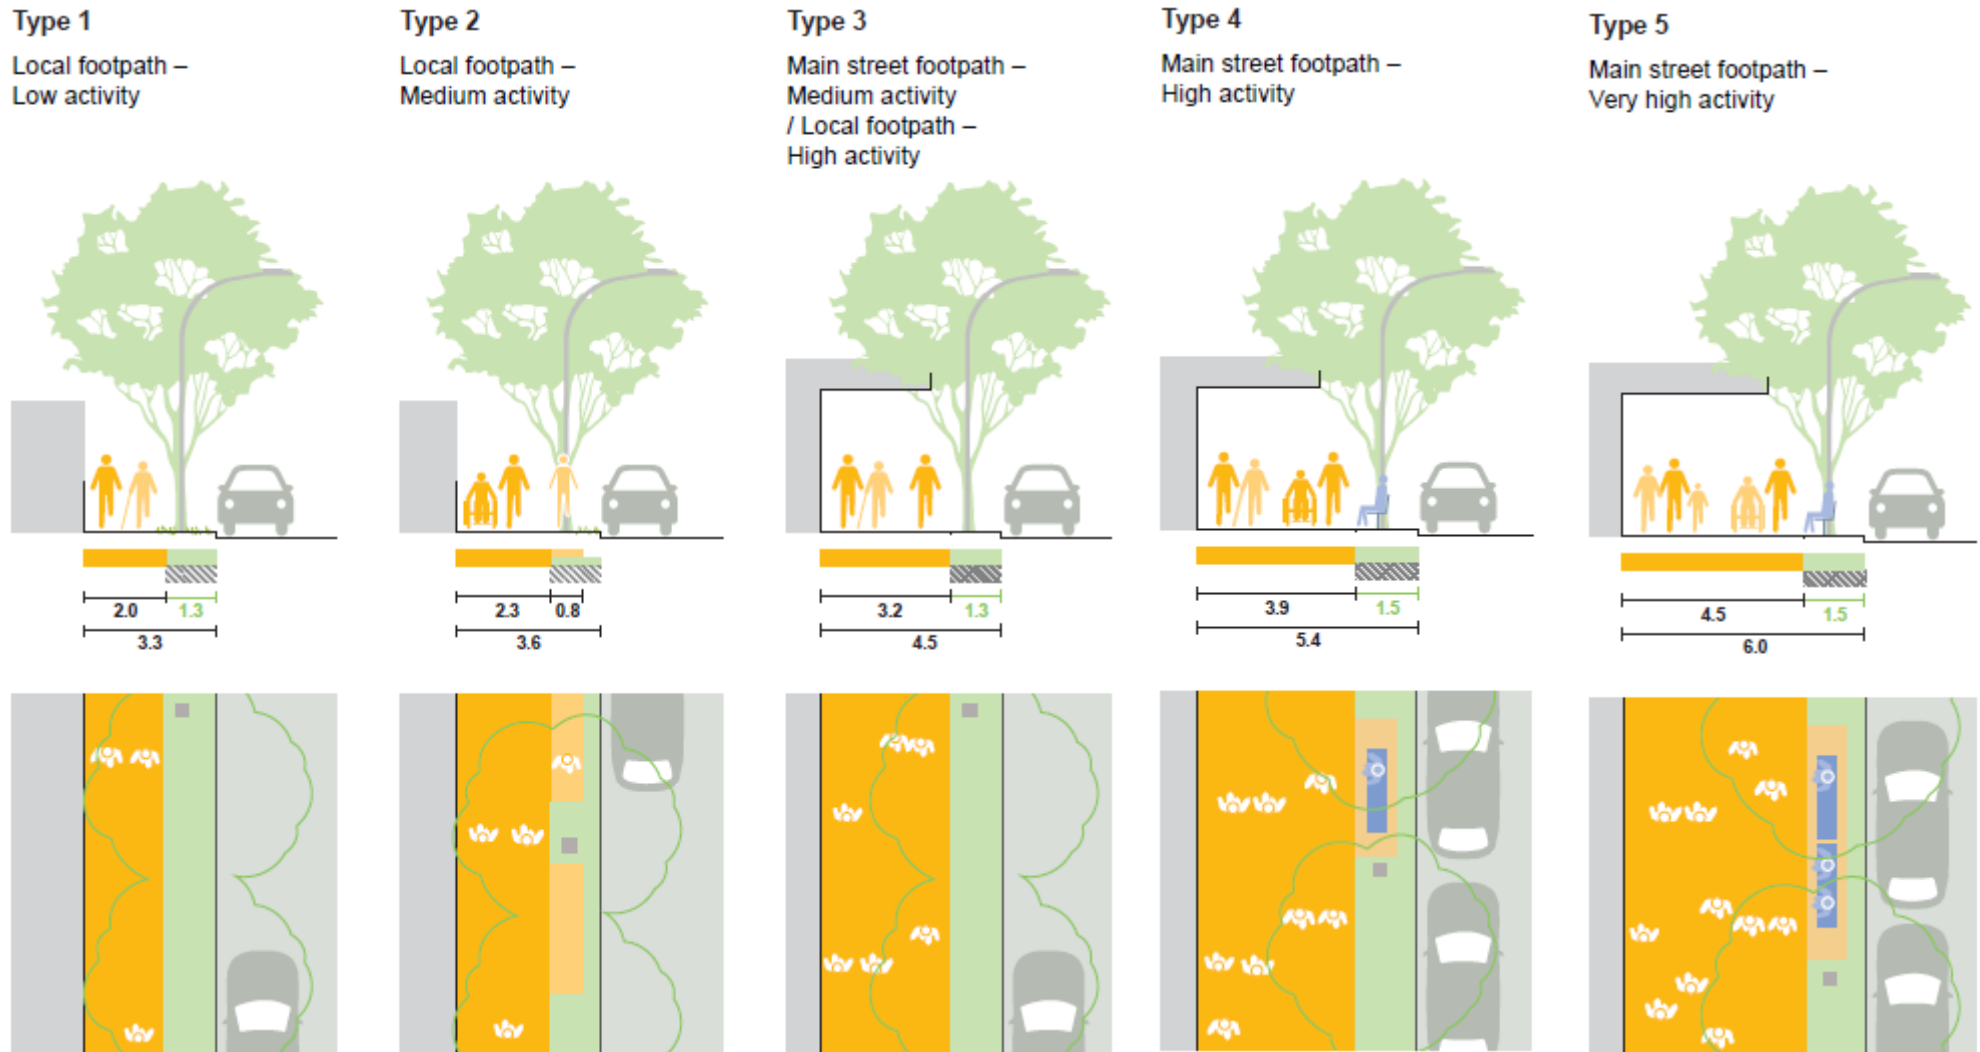 Type 1
Local footpath –
Low activity
2.0
1.3
3.3
Type 2
Local footpath –
Medium activity
2.3
0.8
3.6
Type 3
Main street footpath –
Medium activity
/ Local footpath –
High activity
3.2
1.3
4.5
Type 4
Main street footpath –
High activity
3.9
1.5
5.4
Type 5
Main street footpath –
Very high activity
4.5
1.5
6.0